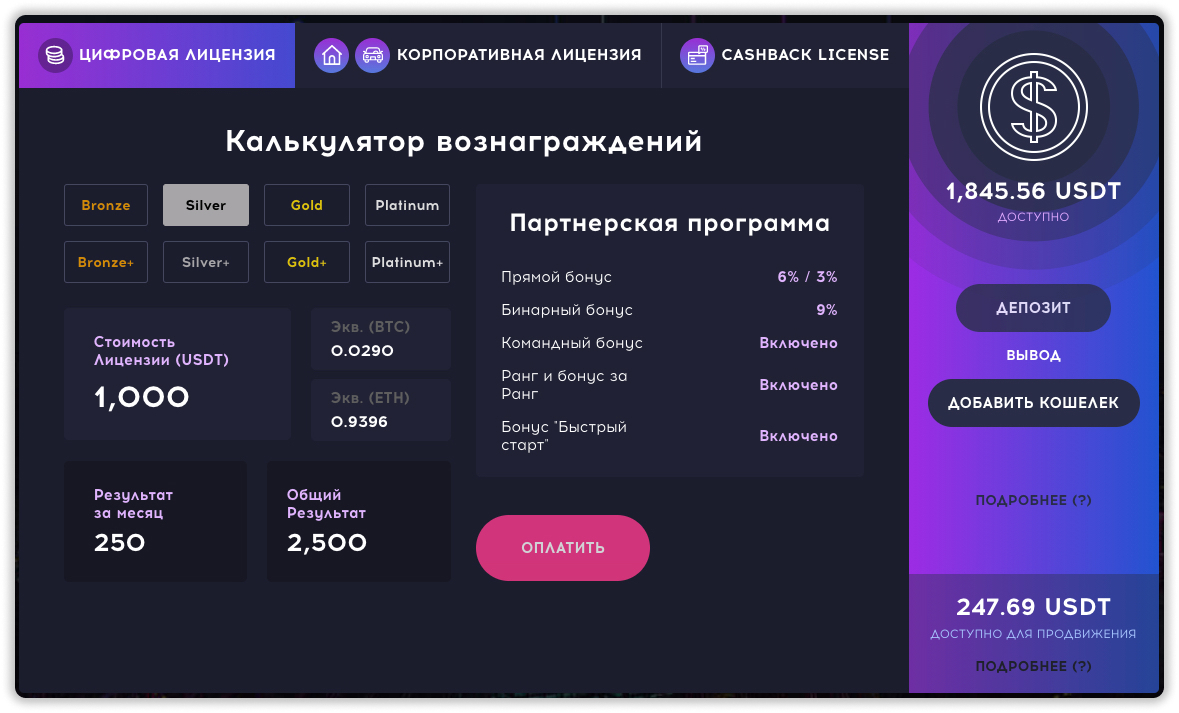 ЦИФРОВАЯ ЛИЦЕНЗИЯ
КОРПОРАТИВНАЯ ЛИЦЕНЗИЯ
CASHBACK LICENSE
Калькулятор вознаграждений
Bronze
Silver
Gold
Platinum
Bronze+
Silver+
Gold+
Platinum+
Стоимость
Лицензии (USDT)
1,000
Экв. (BTC)
0.0290
Экв. (ETH)
0.9396
Результат
за месяц
250
Общий
Результат
2,500
Партнерская программа
Прямой бонус 6% / 3%
Бинарный бонус 9%
Командный бонус Включено
Ранг и бонус за
Ранг
Включено
Бонус "Быстрый
старт"
Включено
ОПЛАТИТЬ
$
1,845.56 USDT
ДОСТУПНО
ДЕПОЗИТ
ВЫВОД
ДОБАВИТЬ КОШЕЛЕК
ПОДРОБНЕЕ (?)
247.69 USDT
ДОСТУПНО ДЛЯ ПРОДВИЖЕНИЯ
ПОДРОБНЕЕ (?)